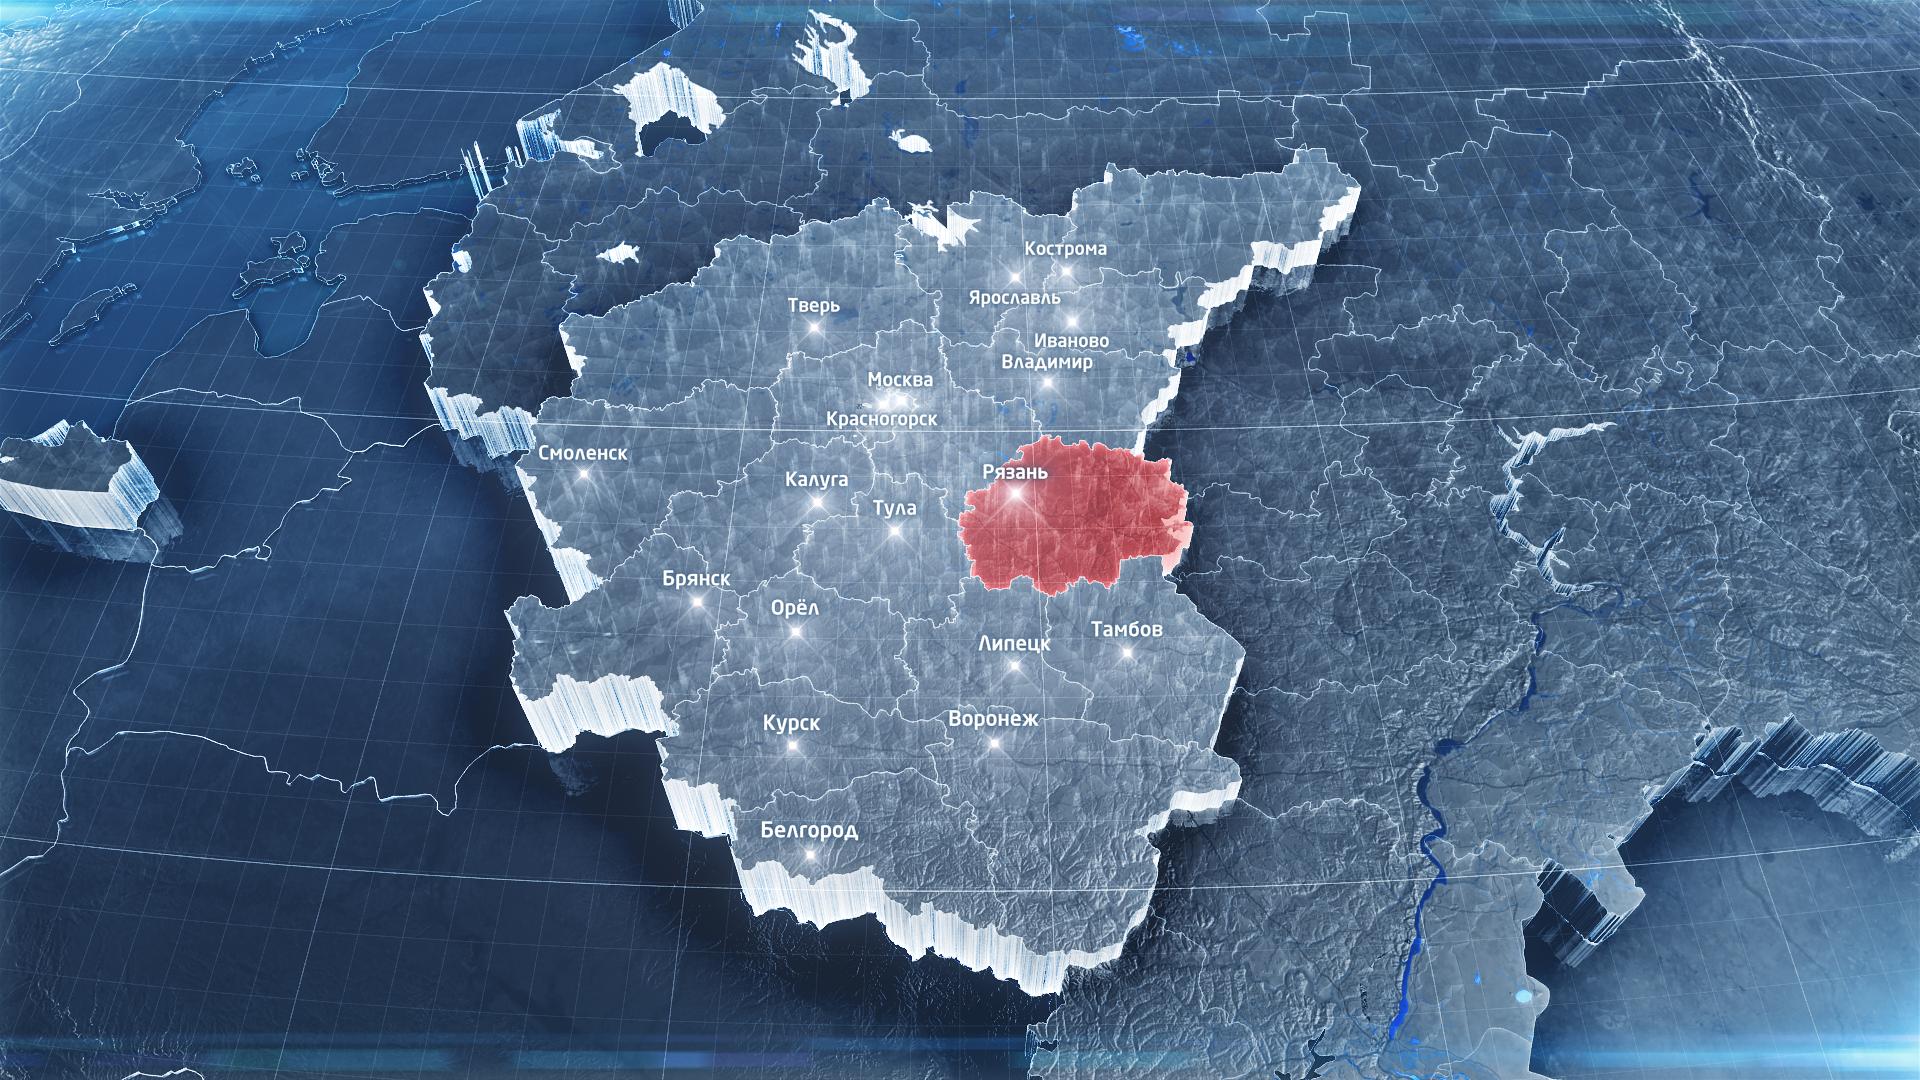 Кострома
Ярославль
Тверь
Иваново
Владимир
Москва
Красногорск
Смоленск
Рязань
Калуга
Тула
Брянск
Орёл
Тамбов
Липецк
Воронеж
Курск
Белгород